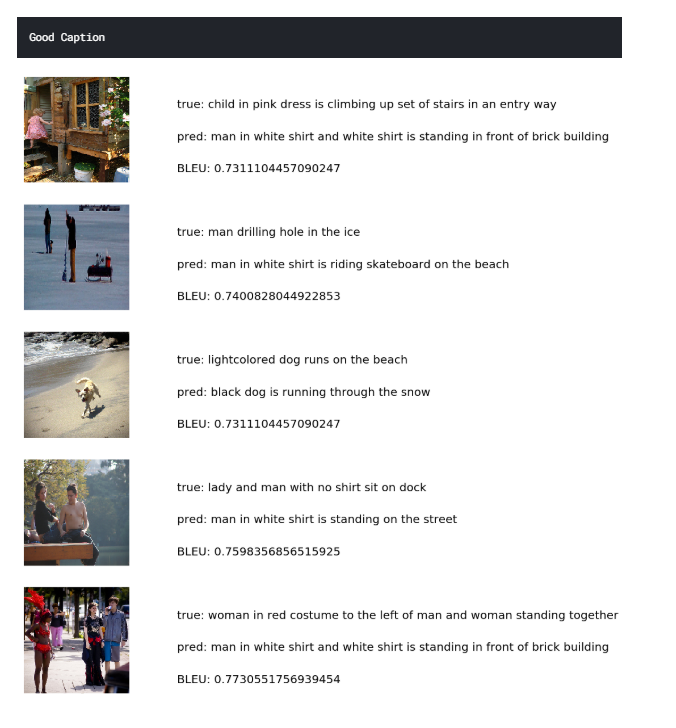 Good Caption
true: child in pink dress is climbing up set of stairs in an entry way
pred: man in white shirt and white shirt is standing in front of brick building
BLEU: 0.7311104457090247
true: man drilling hole in the ice
pred: man in white shirt is riding skateboard on the beach
BLEU: 0.7400828044922853
true: lightcolored dog runs on the beach
pred: black dog is running through the snow
BLEU: 0.7311104457090247
true: lady and man with no shirt sit on dock
pred: man in white shirt is standing on the street
BLEU: 0.7598356856515925
true: woman in red costume to the left of man and woman standing together
pred: man in white shirt and white shirt is standing in front of brick building
BLEU: 0.7730551756939454